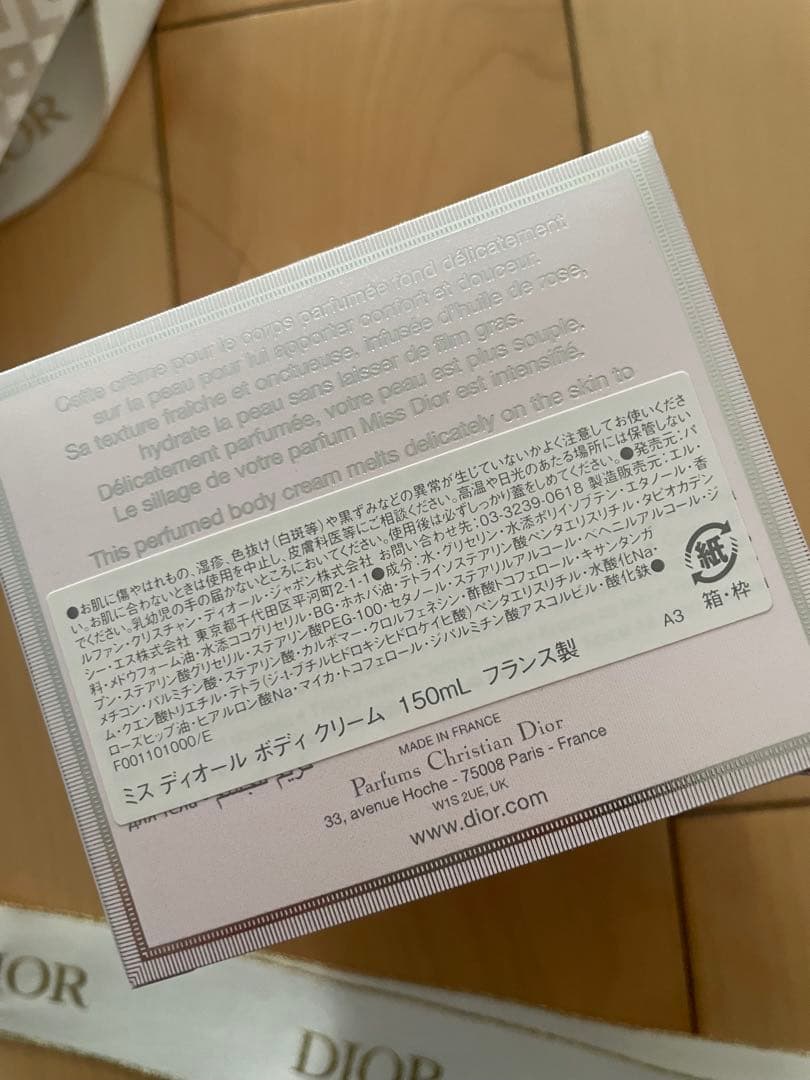 DIOR
Cette crème pour le corps parfumée fond délicatement
sur la peau pour lui apporter confort et douceur.
Sa texture fraîche et onctueuse, infusée d'huile de rose,
hydrate la peau sans laisser de film gras.
Délicatement parfumée, votre peau est plus souple.
Le sillage de votre parfum Miss Dior est intensifié.
This perfumed body cream melts delicately on the skin to
●お肌に傷やはれもの、湿疹、色抜け(白斑等)や黒ずみなどの異常が生じていないかよく注意してお使いくださ
い。お肌に合わないときは使用を中止し、皮膚科医等にご相談ください。使用後は必ずしっかり蓋をしめてください。高温や日光のあたる場所には保管しない
でください。乳幼児の手の届かないところにおいてください。お問い合わせ先:03-3239-0618 製造販売元:エル・
ルファン・クリスチャン・ディオール・ジャポン株式会社 東京都千代田区平河町2-1-1 ●発売元:パ
シー・エス株式会社 ●成分:水・グリセリン・水添ポリイソブテン・エタノール・香
料・メドウフォーム油・水添ココグリセリル・BG・ホホバ油・テトライソステアリン酸ペンタエリスリチル・タピオカデン
プン・ステアリン酸グリセリル・ステアリン酸PEG-100・セタノール・ステアリルアルコール・ベヘニルアルコール・ジ
メチコン・パルミチン酸・ステアリン酸・カルボマー・クロルフェネシン・酢酸トコフェロール・キサンタンガ
ム・クエン酸トリエチル・テトラ(ジ-t-ブチルヒドロキシヒドロケイヒ酸)ペンタエリスリチル・水酸化Na・
ローズヒップ油・ヒアルロン酸Na・マイカ・トコフェロール・ジパルミチン酸アスコルビル・酸化鉄●
F001101000/E
A3
紙
箱・枠
ミス ディオール ボディ クリーム 150mL フランス製
MADE IN FRANCE
Parfums Christian Dior
33, avenue Hoche - 75008 Paris - France
W1S 2UE, UK
www.dior.com
DIOR
DIOR